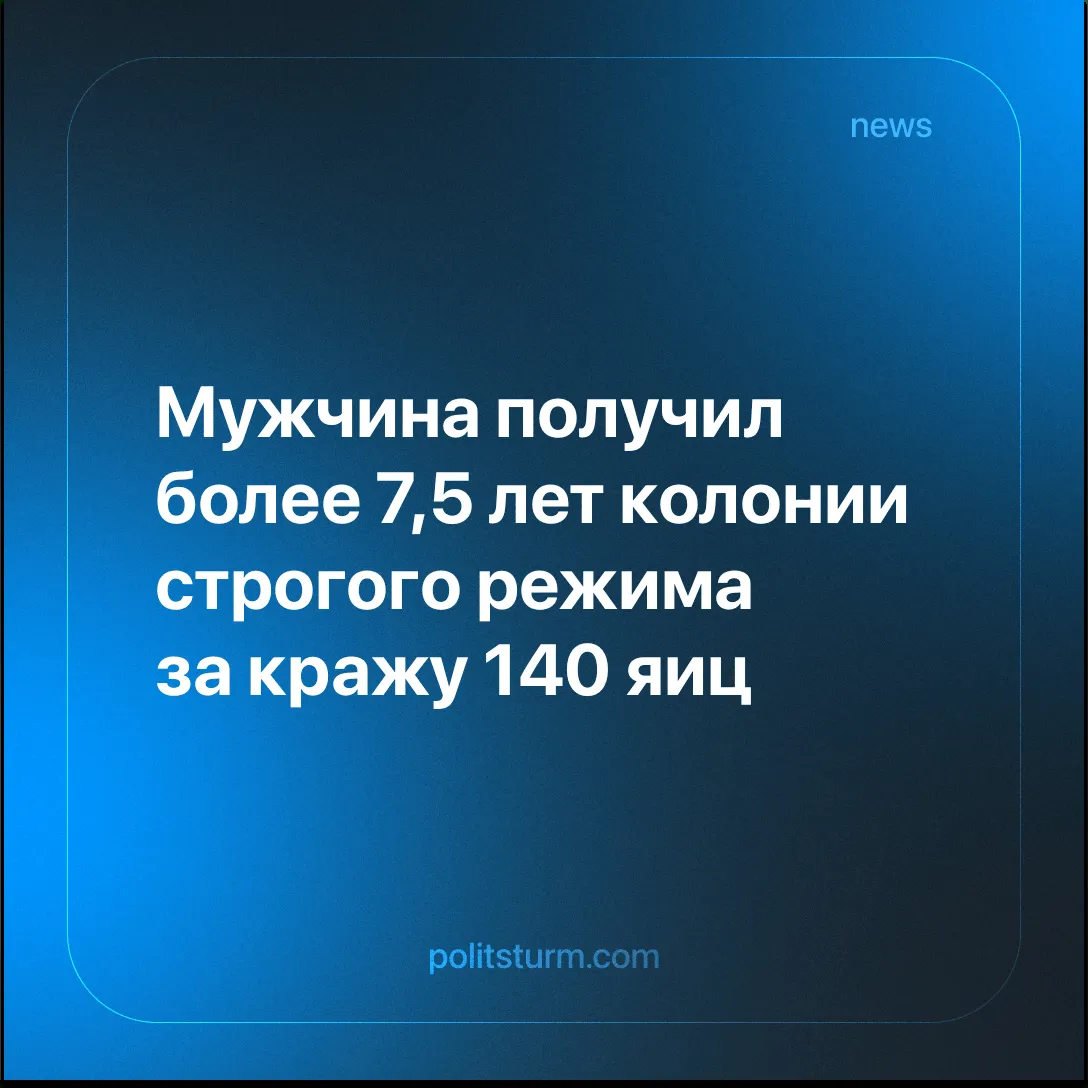 news
Мужчина получил
более 7,5 лет колонии
строгого режима
за кражу 140 яиц
politsturm.com